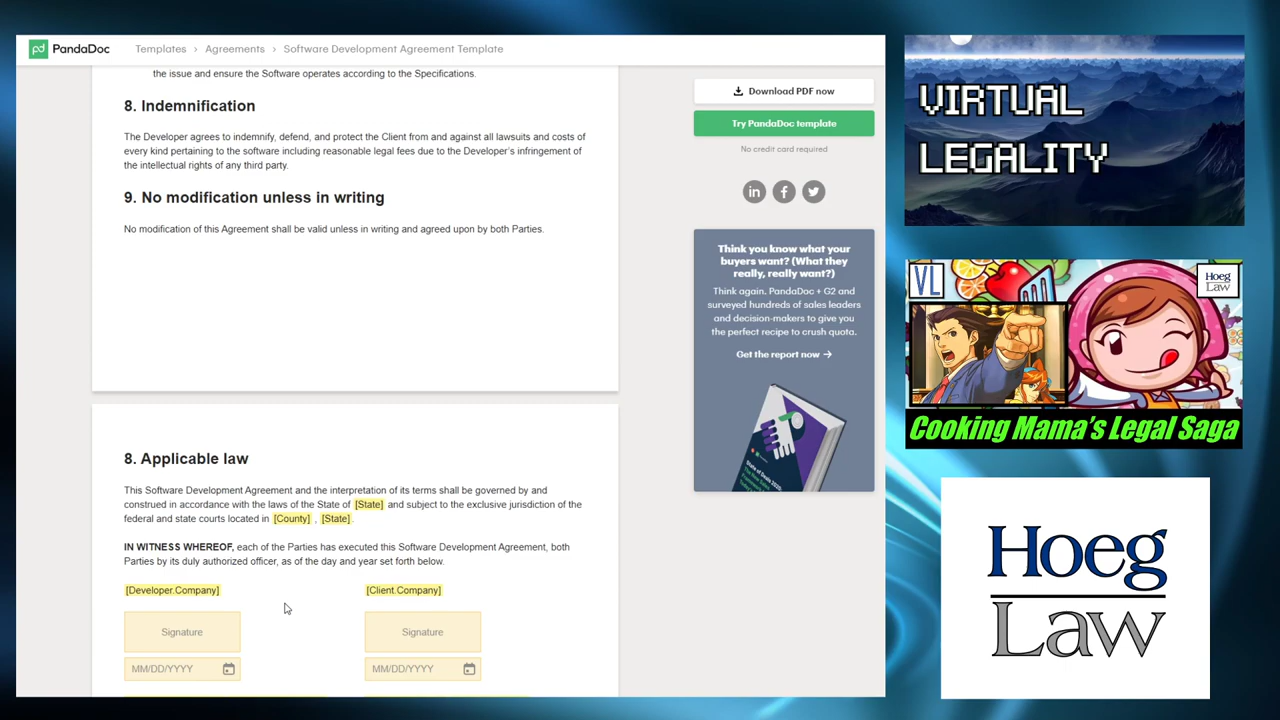 pd PandaDoc Templates > Agreements > Software Development Agreement Template
the issue and ensure the Software operates according to the Specifications.
8. Indemnification
The Developer agrees to indemnify, defend, and protect the Client from and against all lawsuits and costs of
every kind pertaining to the software including reasonable legal fees due to the Developer's infringement of
the intellectual rights of any third party.
9. No modification unless in writing
No modification of this Agreement shall be valid unless in writing and agreed upon by both Parties.
8. Applicable law
This Software Development Agreement and the interpretation of its terms shall be governed by and
construed in accordance with the laws of the State of [State] and subject to the exclusive jurisdiction of the
federal and state courts located in [County] , [State].
IN WITNESS WHEREOF, each of the Parties has executed this Software Development Agreement, both
Parties by its duly authorized officer, as of the day and year set forth below.
[Developer.Company] [Client.Company]
Signature Signature
MM/DD/YYYY MM/DD/YYYY
Download PDF now
Try PandaDoc template
No credit card required
in f
Think you know what your
buyers want? (What they
really, really want?)
Think again. PandaDoc + G2 and
surveyed hundreds of sales leaders
and decision-makers to give you
the perfect recipe to crush quota.
Get the report now →
VIRTUAL
LEGALITY
VL
Hoeg
Law
Cooking Mama's Legal Saga
Hoeg
Law